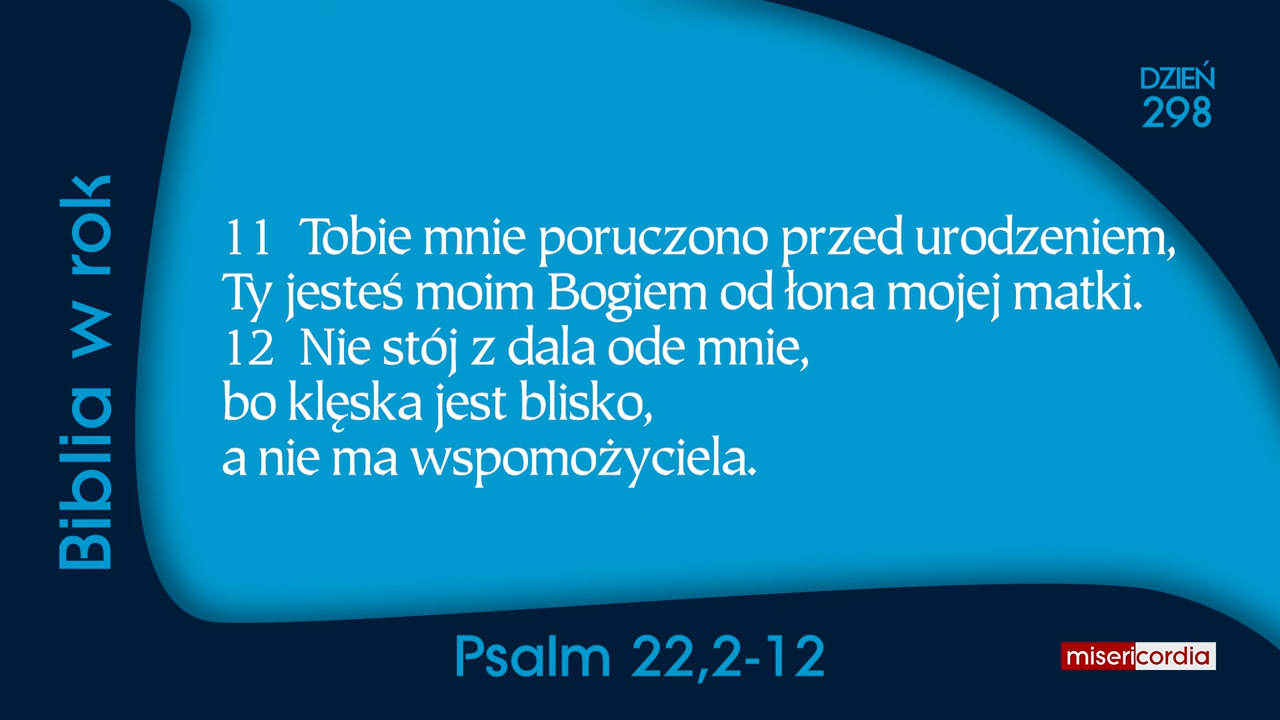 DZIEŃ
298
Biblia w rok
11 Tobie mnie poruczono przed urodzeniem,
Ty jesteś moim Bogiem od łona mojej matki.
12 Nie stój z dala ode mnie,
bo klęska jest blisko,
a nie ma wspomożyciela.
Psalm 22,2-12
misericordia